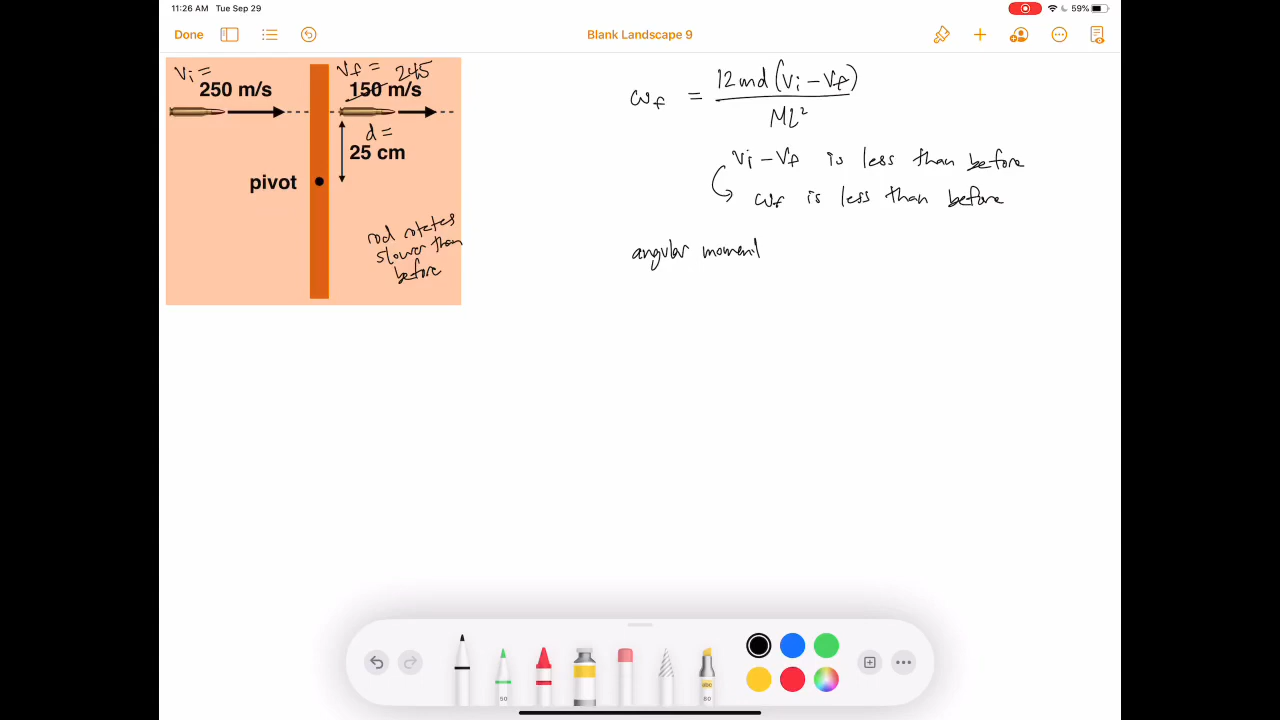 11:26 AM Tue Sep 29
59%
Done
Blank Landscape 9
vi =
250 m/s
vf = 245
150 m/s
d =
25 cm
pivot
rod rotates
slower than
before
ωf = 12md(vi − vf)
ML²
vi − vf is less than before
ωf is less than before
angular moment
50
80